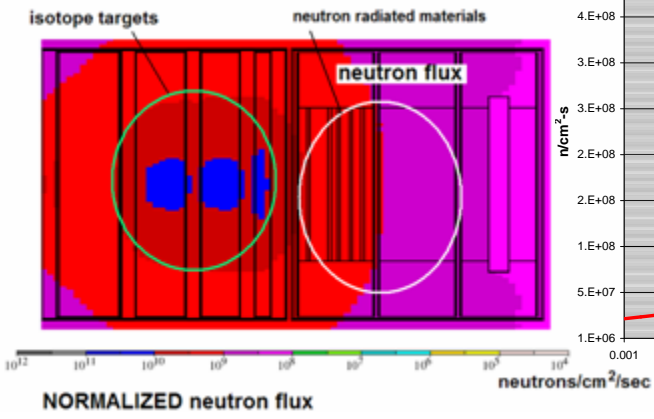 isotope targets
neutron radiated materials
neutron flux
4.E+08
3.E+08
3.E+08
2.E+08
2.E+08
1.E+08
1.E+08
5.E+07
1.E+06
n/cm²-s
0.001
10¹² 10¹¹ 10¹⁰ 10⁹ 10⁸ 10⁷ 10⁶ 10⁵ 10⁴
neutrons/cm²/sec
NORMALIZED neutron flux